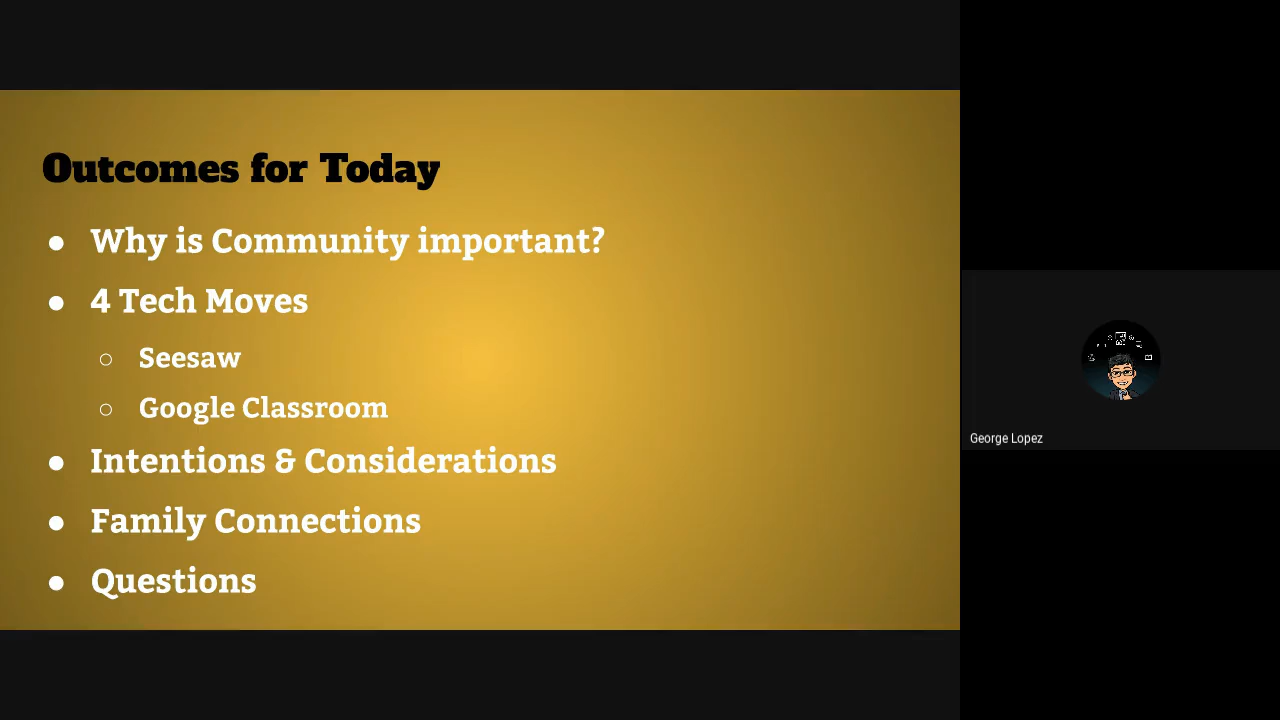 Outcomes for Today
● Why is Community important?
● 4 Tech Moves
○ Seesaw
○ Google Classroom
● Intentions & Considerations
● Family Connections
● Questions
George Lopez